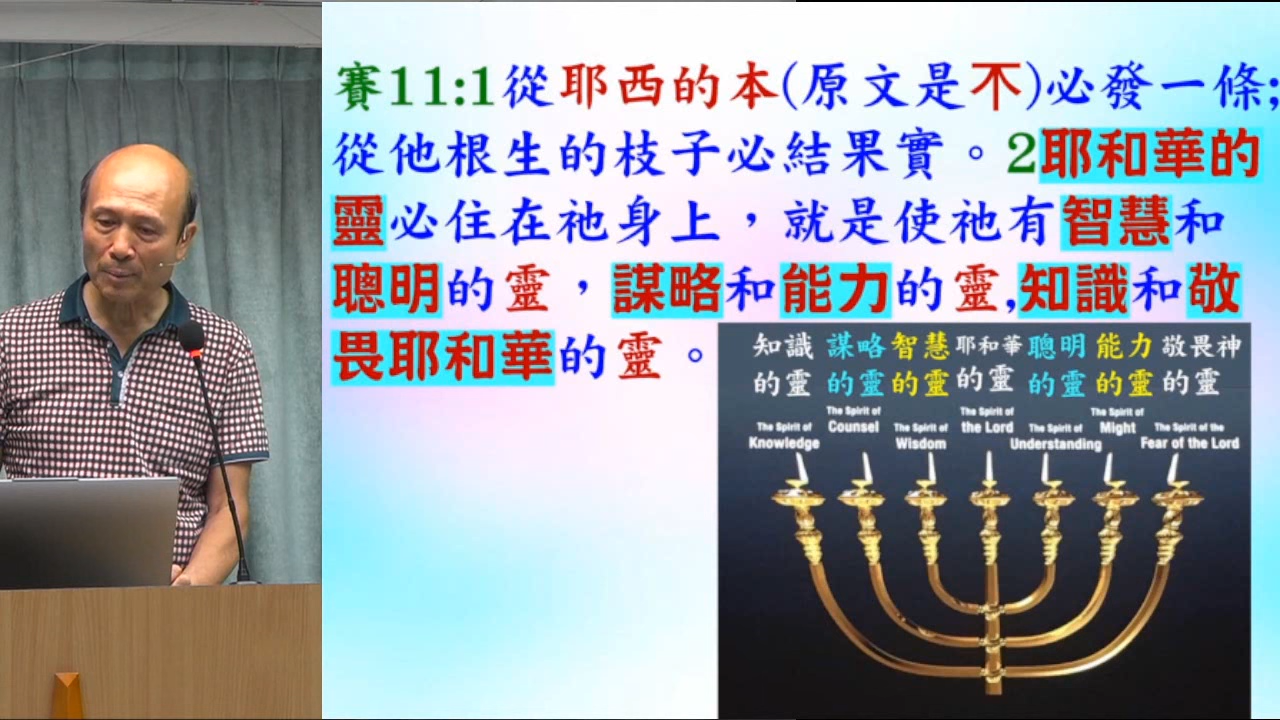 賽11:1從耶西的本(原文是不)必發一條;
從他根生的枝子必結果實。2耶和華的
靈必住在祂身上，就是使祂有智慧和
聰明的靈，謀略和能力的靈,知識和敬
畏耶和華的靈。
知識的靈
謀略的靈
智慧的靈
耶和華的靈
聰明的靈
能力的靈
敬畏神的靈
The Spirit of Knowledge
The Spirit of Counsel
The Spirit of Wisdom
The Spirit of the Lord
The Spirit of Understanding
The Spirit of Might
The Spirit of the Fear of the Lord